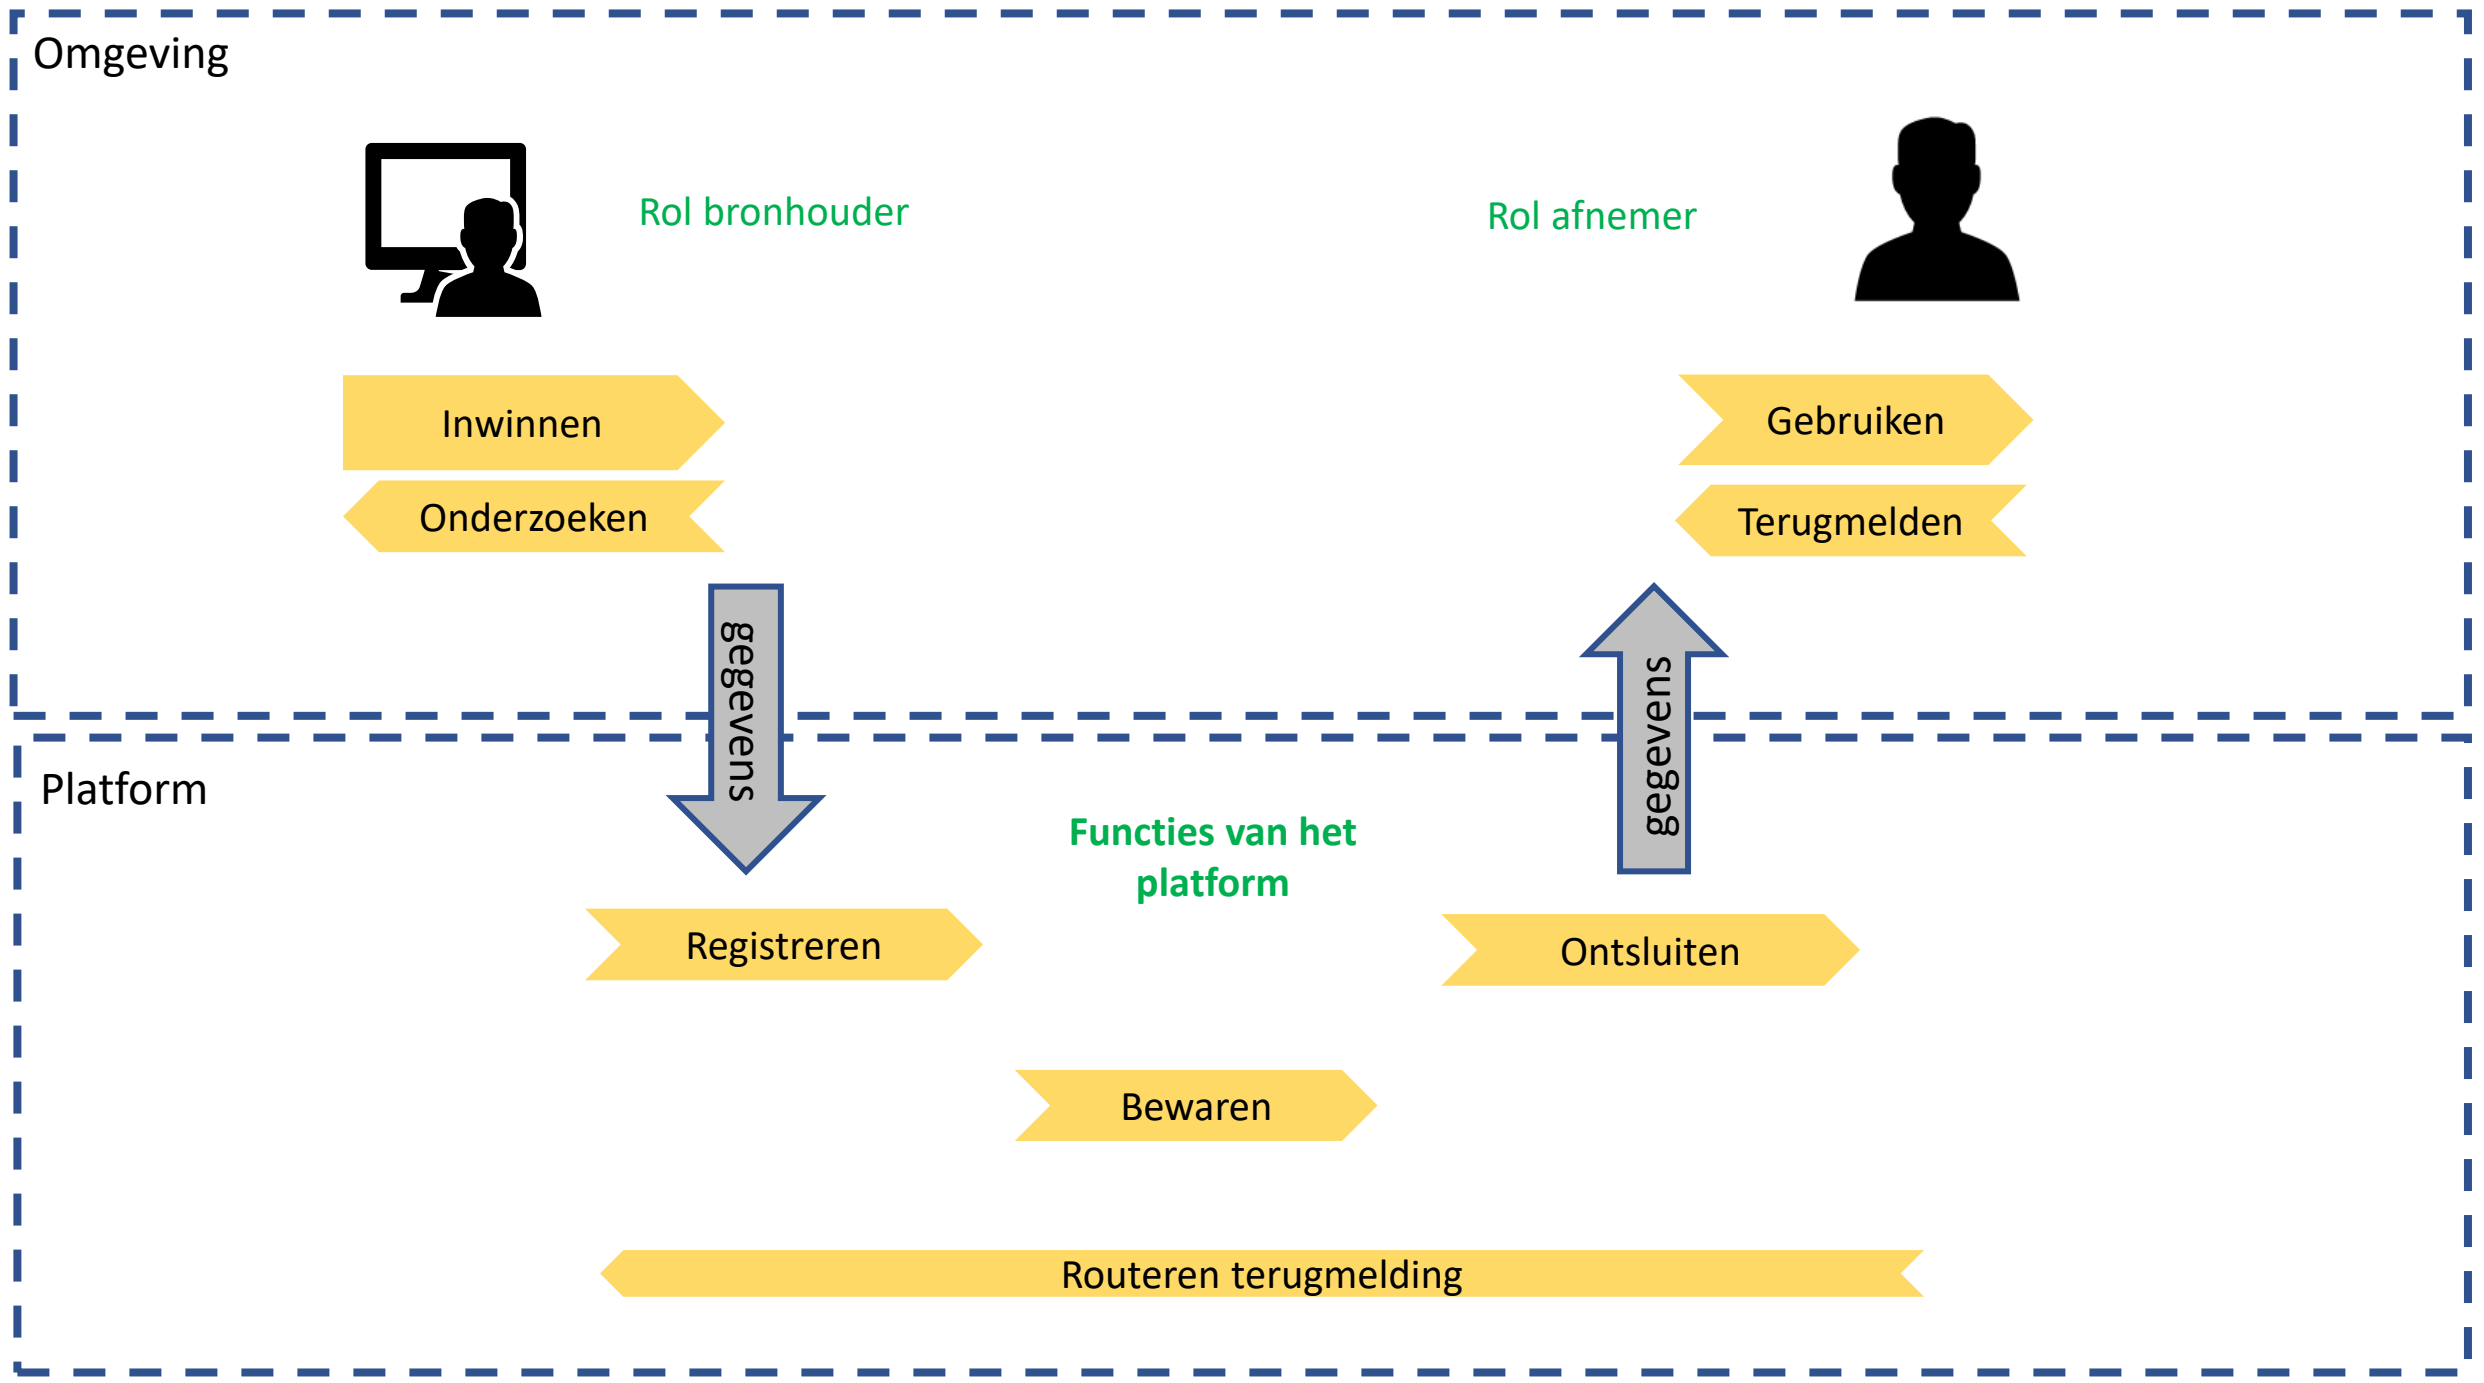 Omgeving
Rol bronhouder
Rol afnemer
Inwinnen
Gebruiken
Onderzoeken
Terugmelden
gegevens
gegevens
Platform
Functies van het
platform
Registreren
Ontsluiten
Bewaren
Routeren terugmelding